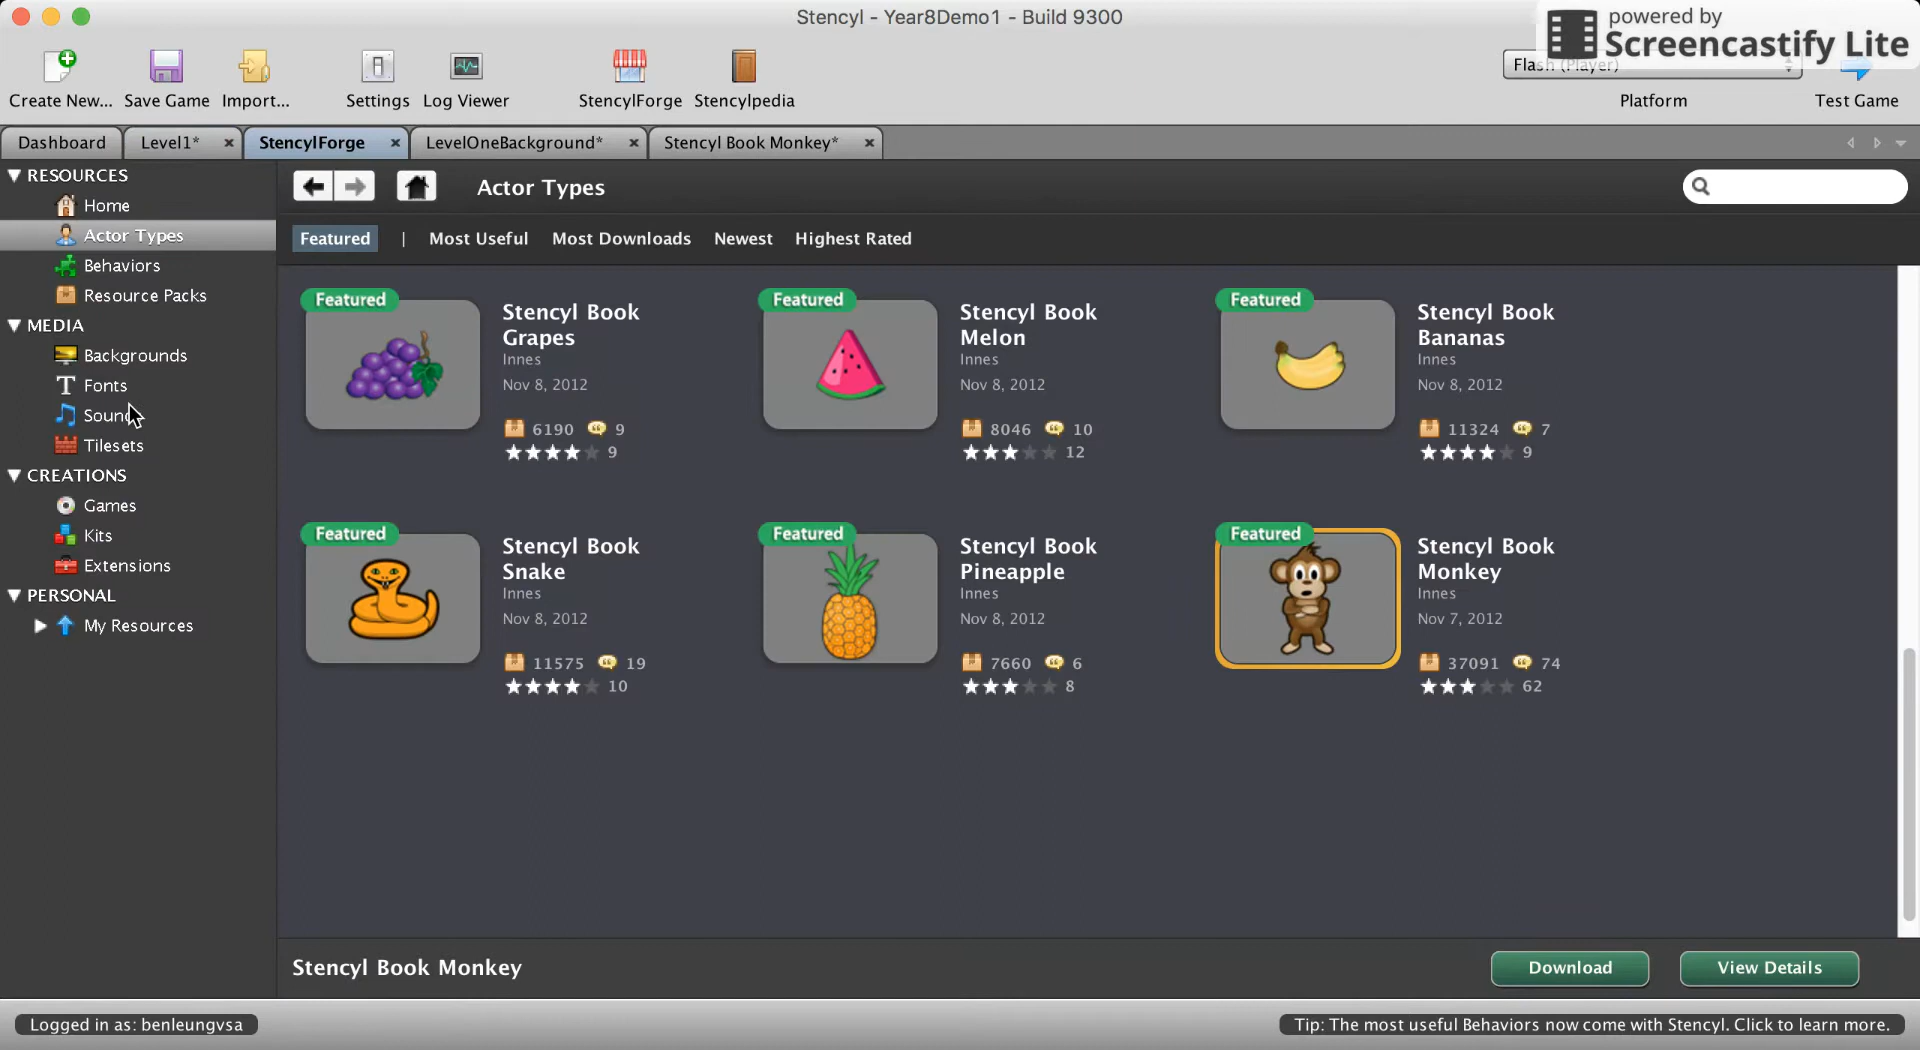 Stencyl - Year8Demo1 - Build 9300
powered by
Screencastify Lite
Create New...
Save Game
Import...
Settings
Log Viewer
StencylForge
Stencylpedia
Flash (Player)
Platform
Test Game
Dashboard
Level1*
StencylForge
LevelOneBackground*
Stencyl Book Monkey*
RESOURCES
Home
Actor Types
Behaviors
Resource Packs
MEDIA
Backgrounds
Fonts
Sounds
Tilesets
CREATIONS
Games
Kits
Extensions
PERSONAL
My Resources
Actor Types
Featured | Most Useful Most Downloads Newest Highest Rated
Featured
Stencyl Book
Grapes
Innes
Nov 8, 2012
6190 9
9
Featured
Stencyl Book
Melon
Innes
Nov 8, 2012
8046 10
12
Featured
Stencyl Book
Bananas
Innes
Nov 8, 2012
11324 7
9
Featured
Stencyl Book
Snake
Innes
Nov 8, 2012
11575 19
10
Featured
Stencyl Book
Pineapple
Innes
Nov 8, 2012
7660 6
8
Featured
Stencyl Book
Monkey
Innes
Nov 7, 2012
37091 74
62
Stencyl Book Monkey
Download
View Details
Logged in as: benleungvsa
Tip: The most useful Behaviors now come with Stencyl. Click to learn more.